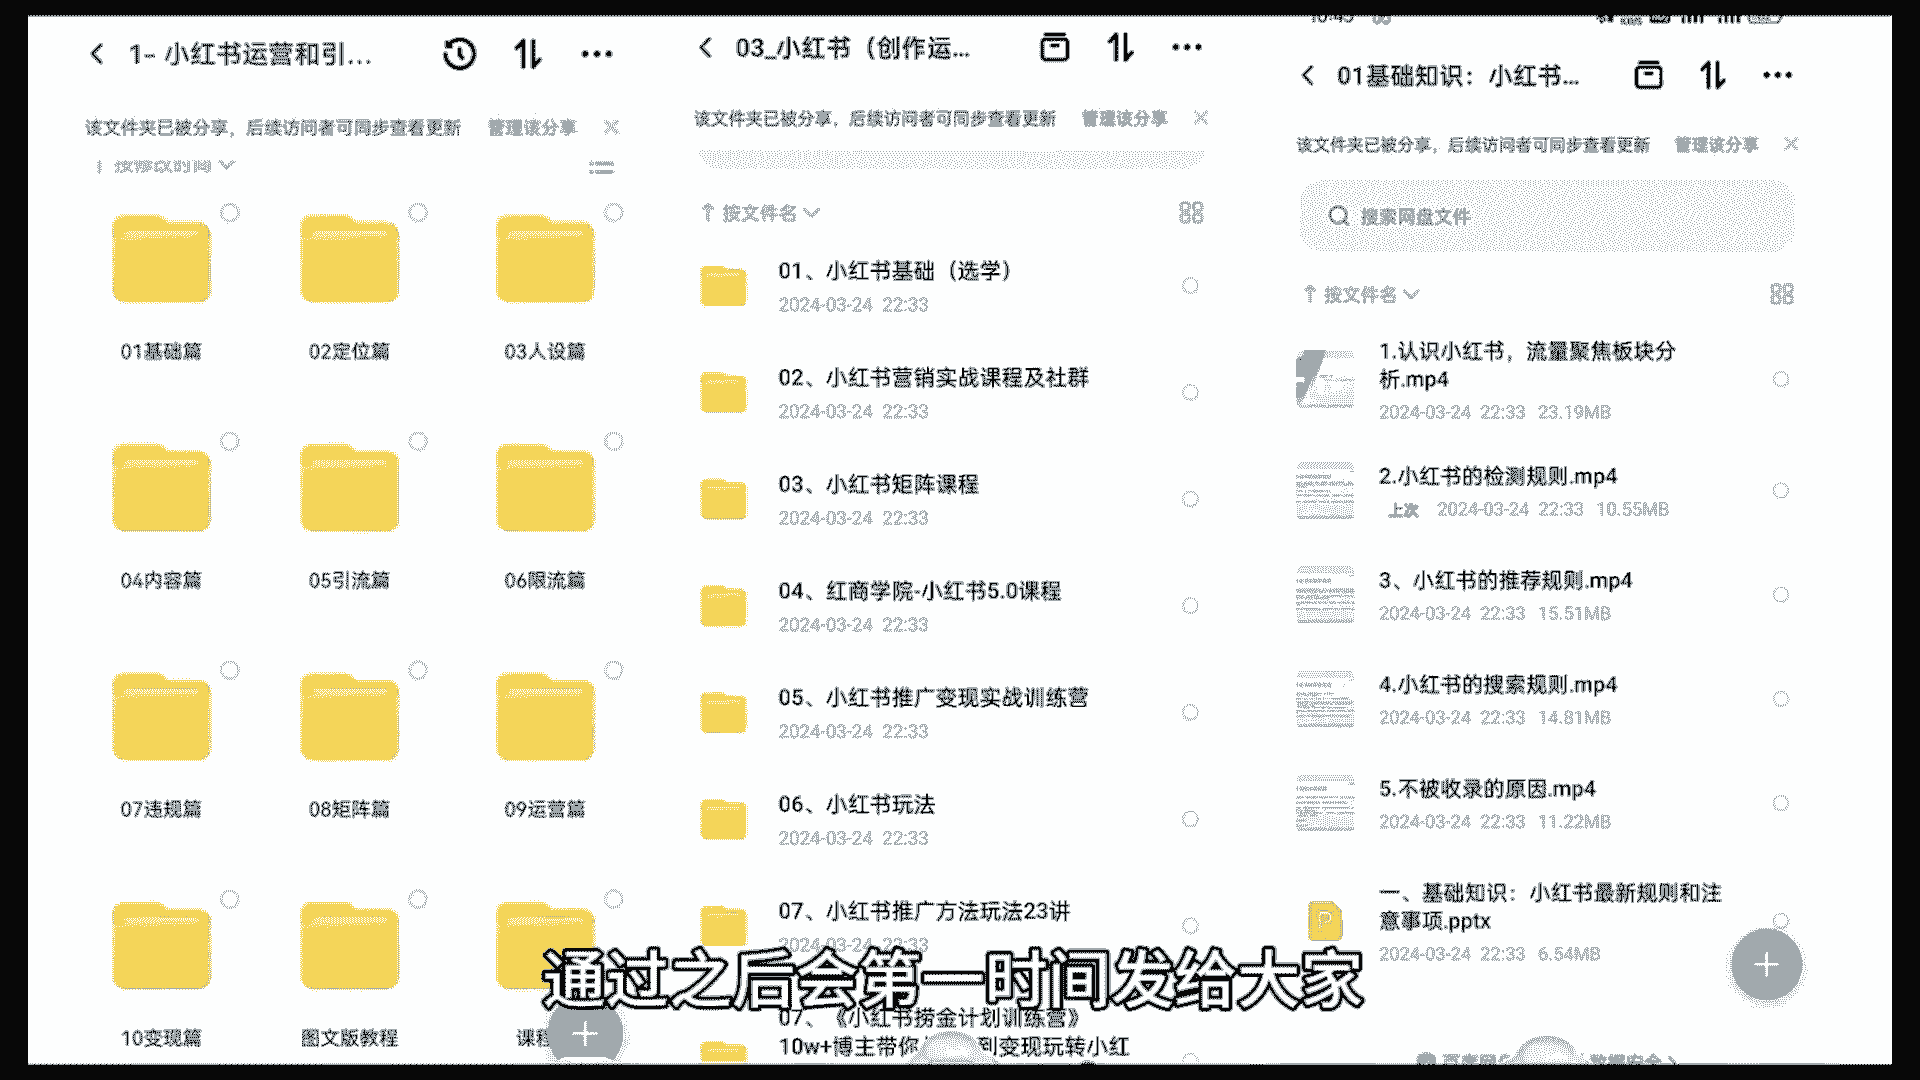 1- 小红书运营和引...
该文件夹已被分享，后续访问者可同步查看更新 管理该分享
按修改时间
01基础篇 02定位篇 03人设篇
04内容篇 05引流篇 06限流篇
07违规篇 08矩阵篇 09运营篇
10变现篇 图文版教程 课程
03_小红书（创作运...
该文件夹已被分享，后续访问者可同步查看更新 管理该分享
按文件名
01、小红书基础（选学）
2024-03-24 22:33
02、小红书营销实战课程及社群
2024-03-24 22:33
03、小红书矩阵课程
2024-03-24 22:33
04、红商学院-小红书5.0课程
2024-03-24 22:33
05、小红书推广变现实战训练营
2024-03-24 22:33
06、小红书玩法
2024-03-24 22:33
07、小红书推广方法玩法23讲
2024-03-24 22:33
07、《小红书捞金计划训练营》
10w+博主带你 到变现玩转小红
01基础知识：小红书...
该文件夹已被分享，后续访问者可同步查看更新 管理该分享
搜索网盘文件
按文件名
1.认识小红书，流量聚焦板块分
析.mp4
2024-03-24 22:33 23.19MB
2.小红书的检测规则.mp4
上次 2024-03-24 22:33 10.55MB
3、小红书的推荐规则.mp4
2024-03-24 22:33 15.51MB
4.小红书的搜索规则.mp4
2024-03-24 22:33 14.81MB
5.不被收录的原因.mp4
2024-03-24 22:33 11.22MB
一、基础知识：小红书最新规则和注
意事项.pptx
2024-03-24 22:33 6.54MB
通过之后会第一时间发给大家